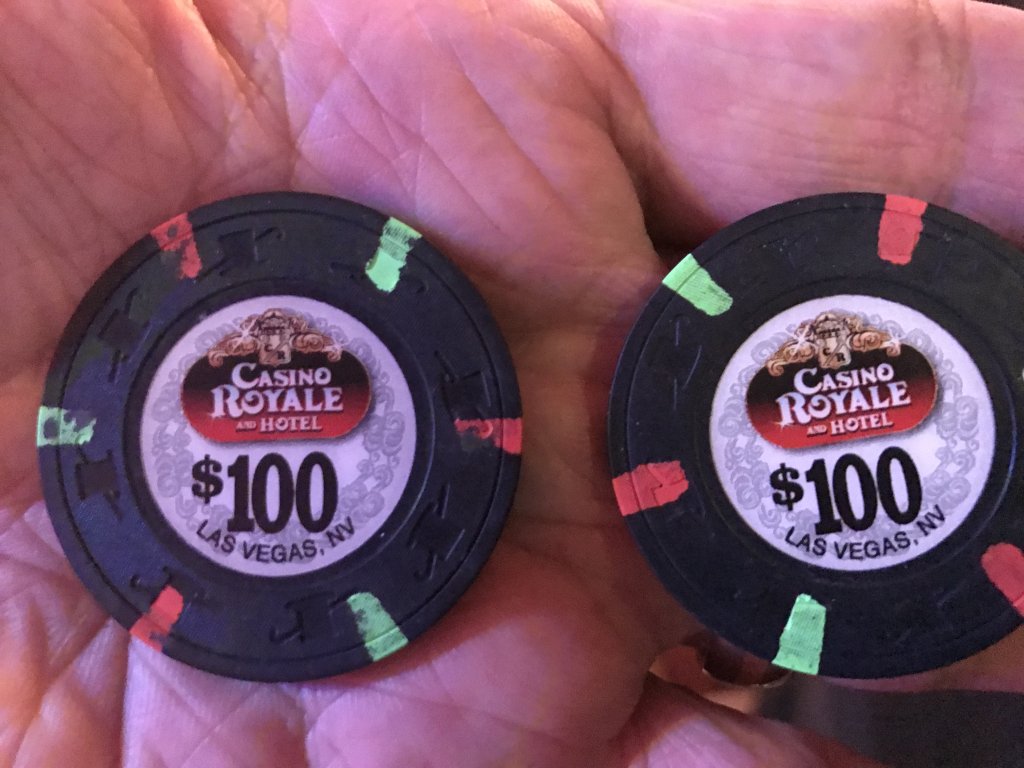 CASINO
ROYALE
AND HOTEL
$100
LAS VEGAS, NV
CASINO
ROYALE
AND HOTEL
$100
LAS VEGAS, NV